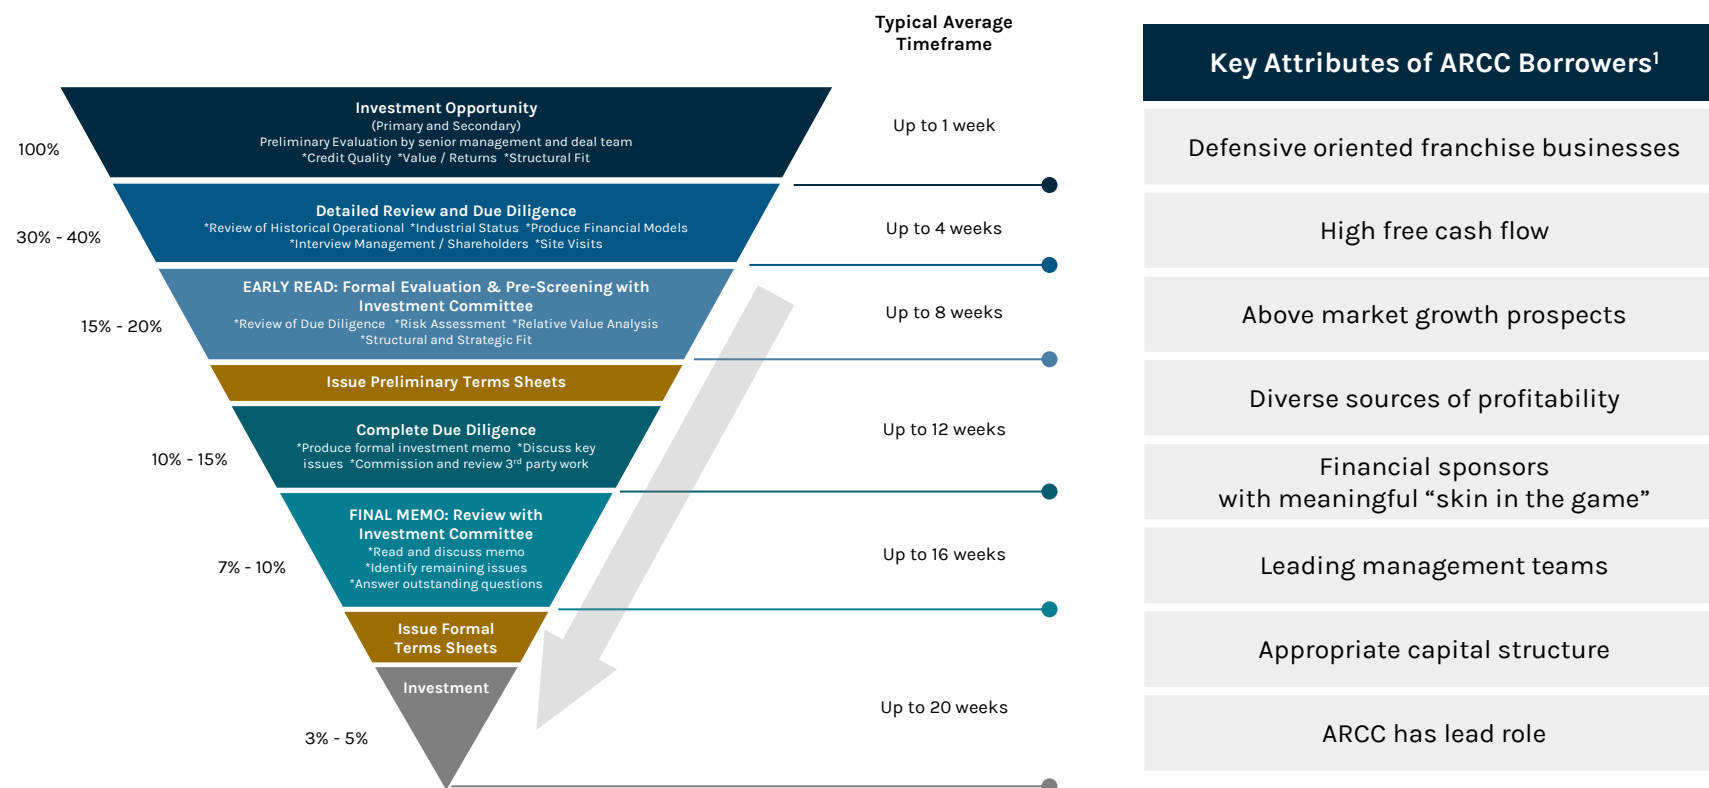 Typical Average
Timeframe
Investment Opportunity
(Primary and Secondary)
Preliminary Evaluation by senior management and deal team
*Credit Quality *Value / Returns *Structural Fit
100%
Up to 1 week
Detailed Review and Due Diligence
*Review of Historical Operational *Industrial Status *Produce Financial Models
*Interview Management / Shareholders *Site Visits
30% - 40%
Up to 4 weeks
EARLY READ: Formal Evaluation & Pre-Screening with
Investment Committee
*Review of Due Diligence *Risk Assessment *Relative Value Analysis
*Structural and Strategic Fit
15% - 20%
Up to 8 weeks
Issue Preliminary Terms Sheets
Complete Due Diligence
*Produce formal investment memo *Discuss key
issues *Commission and review 3rd party work
10% - 15%
Up to 12 weeks
FINAL MEMO: Review with
Investment Committee
*Read and discuss memo
*Identify remaining issues
*Answer outstanding questions
7% - 10%
Up to 16 weeks
Issue Formal
Terms Sheets
Investment
3% - 5%
Up to 20 weeks
Key Attributes of ARCC Borrowers¹
Defensive oriented franchise businesses
High free cash flow
Above market growth prospects
Diverse sources of profitability
Financial sponsors
with meaningful “skin in the game”
Leading management teams
Appropriate capital structure
ARCC has lead role